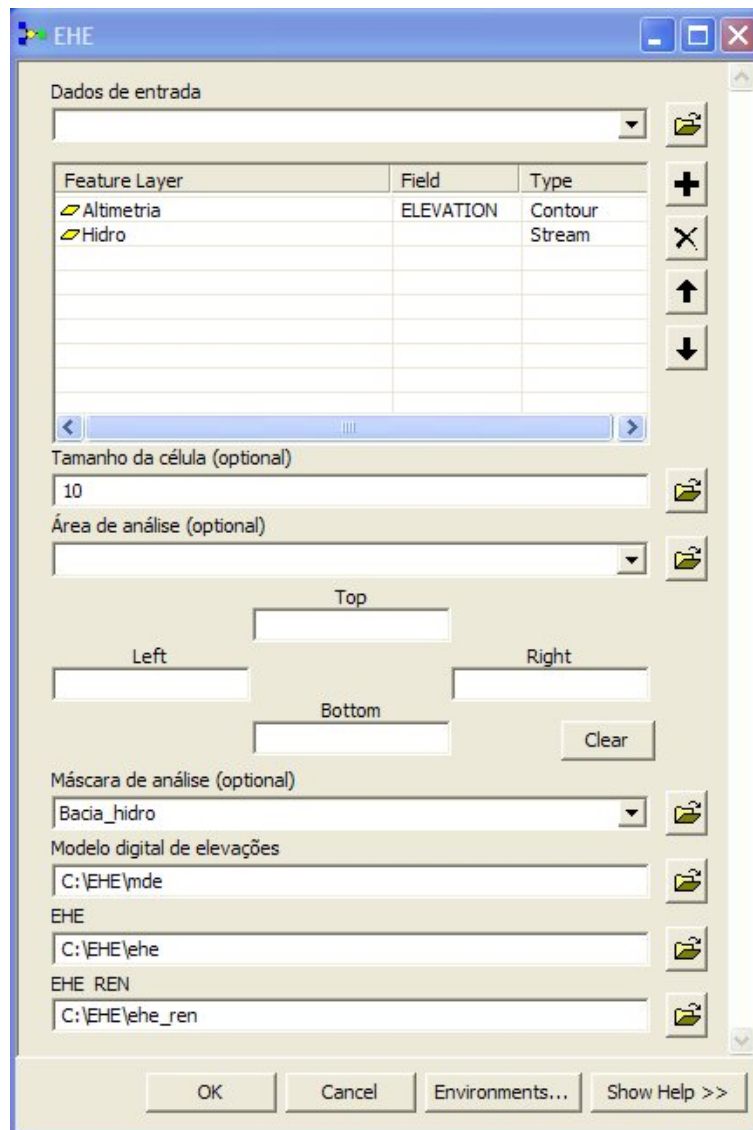 EHE
Dados de entrada
Feature Layer Field Type
Altimetria ELEVATION Contour
Hidro Stream
Tamanho da célula (optional)
10
Área de análise (optional)
Top
Left Right
Bottom
Clear
Máscara de análise (optional)
Bacia_hidro
Modelo digital de elevações
C:\EHE\mde
EHE
C:\EHE\ehe
EHE REN
C:\EHE\ehe_ren
OK Cancel Environments... Show Help >>